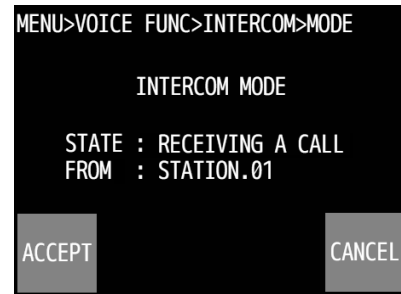 MENU>VOICE FUNC>INTERCOM>MODE
INTERCOM MODE
STATE : RECEIVING A CALL
FROM : STATION.01
ACCEPT CANCEL